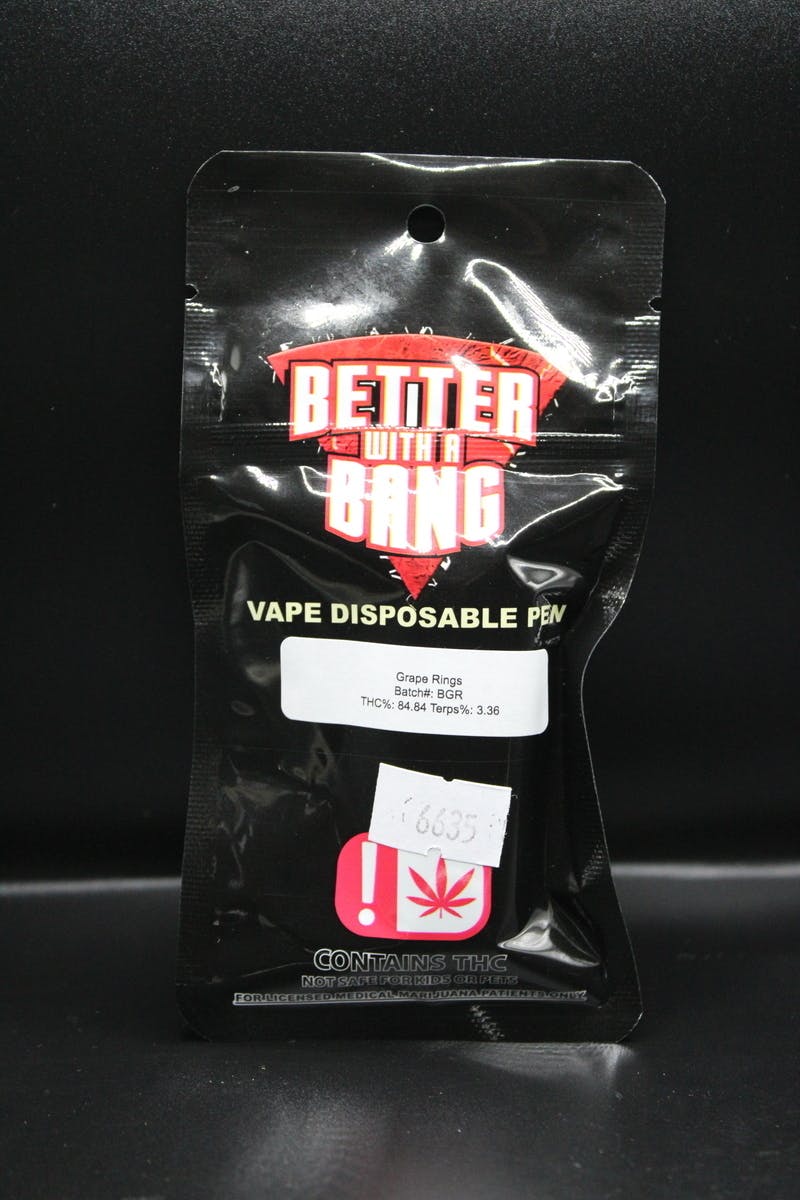 BETTER
WITH A
BANG
VAPE DISPOSABLE PEN
Grape Rings
Batch#: BGR
THC%: 84.84 Terps%: 3.36
6635
!
CONTAINS THC
NOT SAFE FOR KIDS OR PETS
FOR LICENSED MEDICAL MARIJUANA PATIENTS ONLY